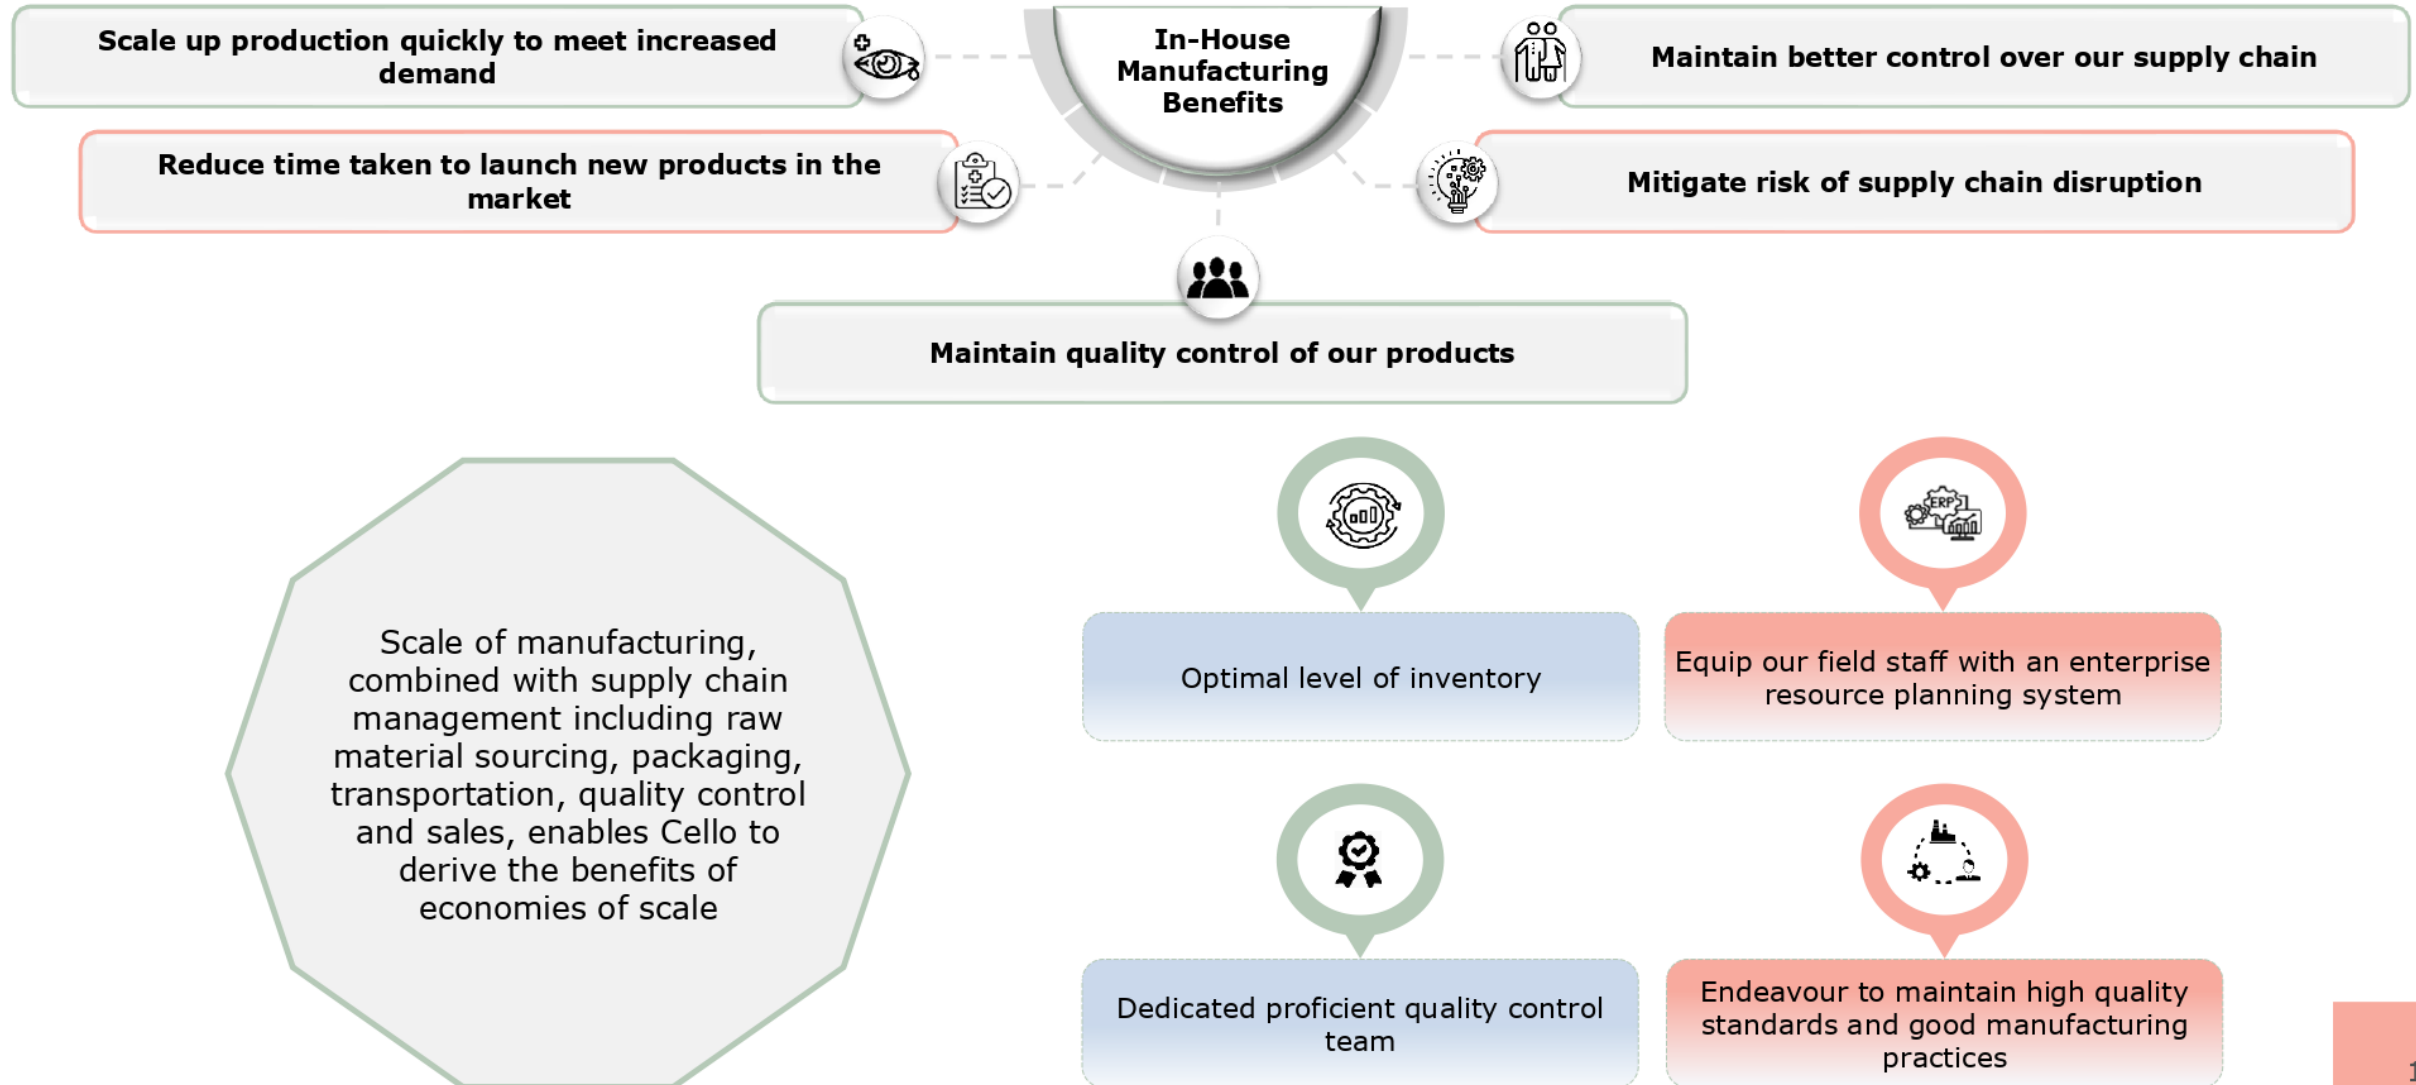 Scale up production quickly to meet increased
demand
In-House
Manufacturing
Benefits
Maintain better control over our supply chain
Reduce time taken to launch new products in the
market
Mitigate risk of supply chain disruption
Maintain quality control of our products
Scale of manufacturing,
combined with supply chain
management including raw
material sourcing, packaging,
transportation, quality control
and sales, enables Cello to
derive the benefits of
economies of scale
Optimal level of inventory
ERP
Equip our field staff with an enterprise
resource planning system
Dedicated proficient quality control
team
Endeavour to maintain high quality
standards and good manufacturing
practices